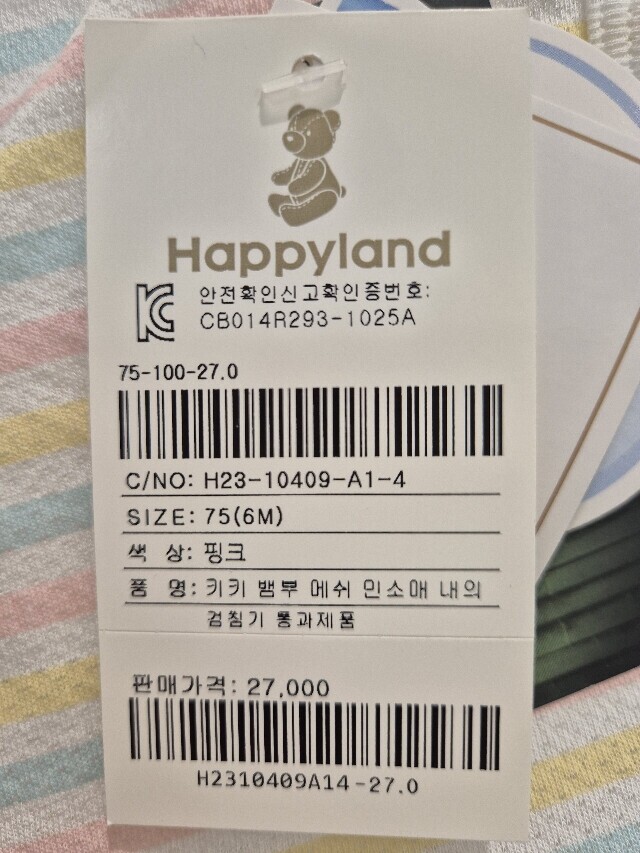 Happyland
안전확인신고확인증번호:
CB014R293-1025A
75-100-27.0
C/NO: H23-10409-A1-4
SIZE: 75(6M)
색 상: 핑크
품 명: 키키 뱀부 메쉬 민소매 내의
검침기 통과제품
판매가격: 27,000
H2310409A14-27.0